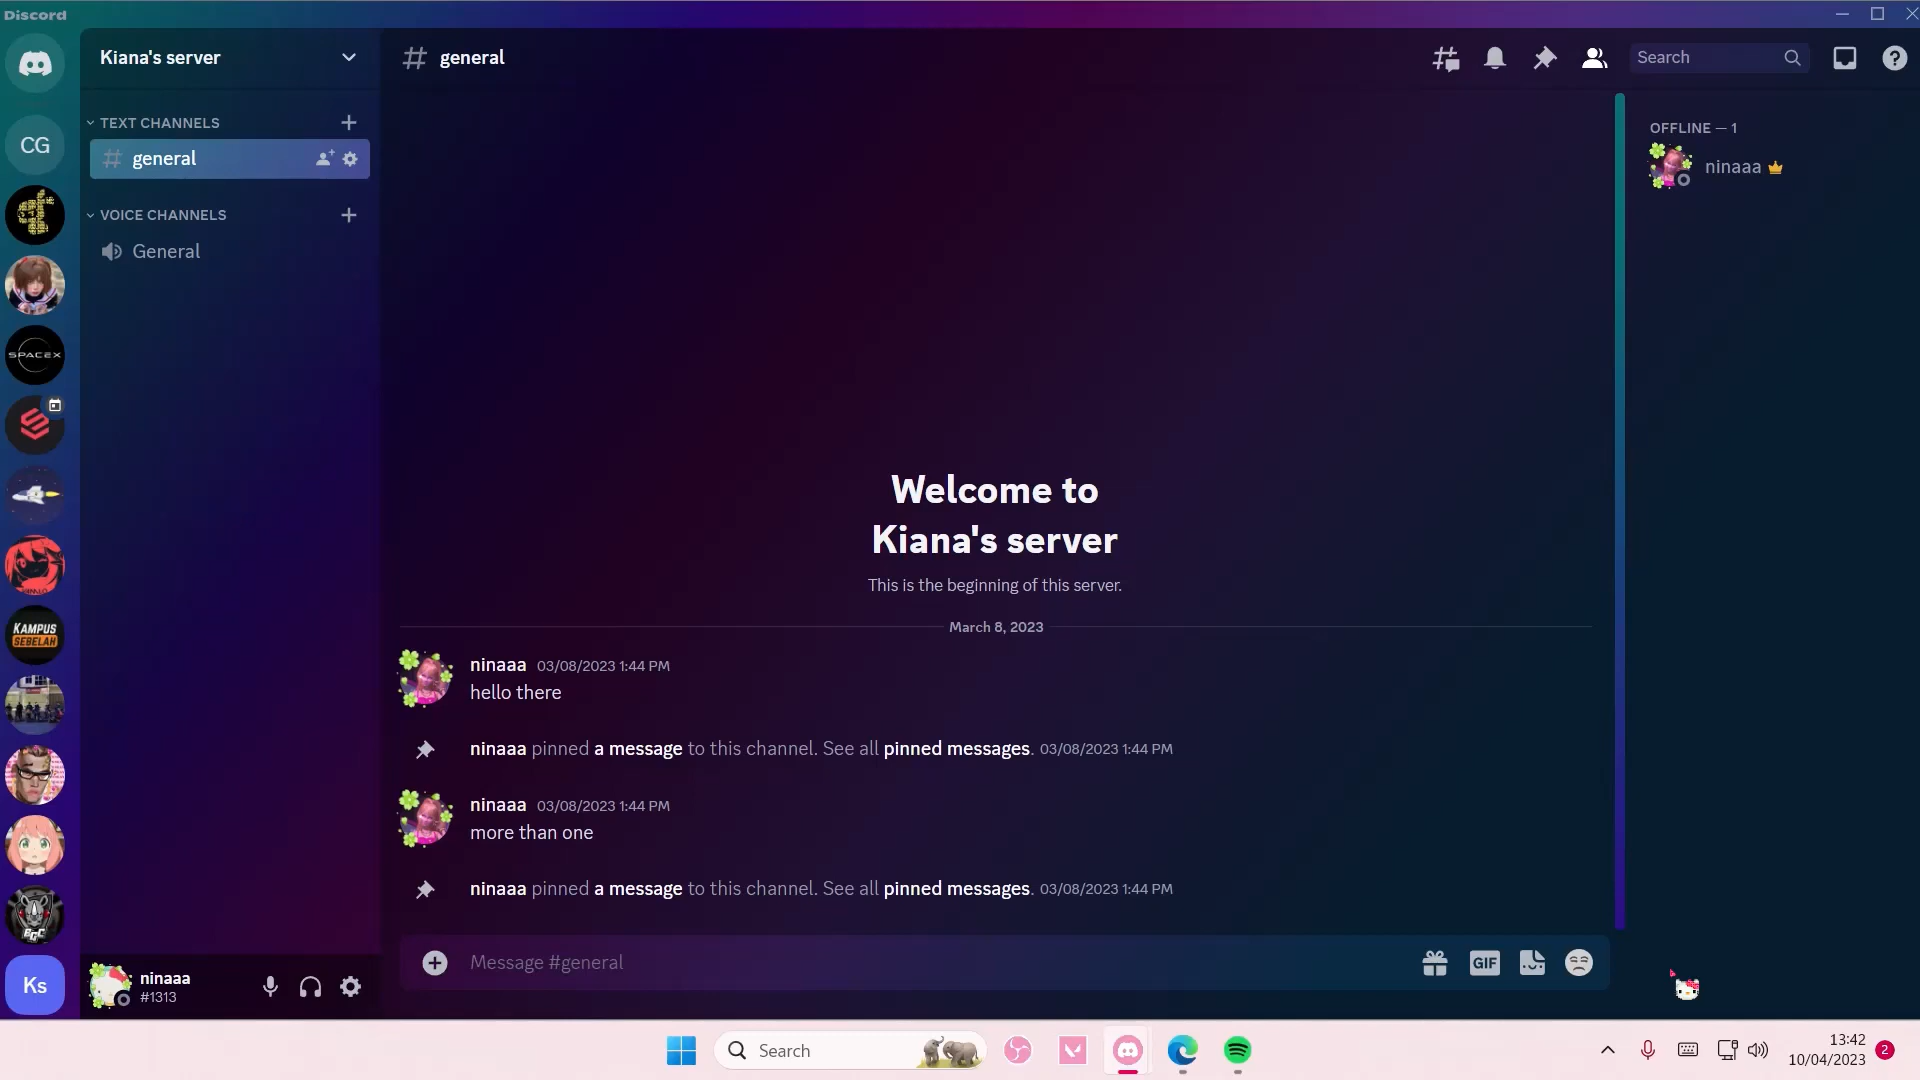 Discord
Kiana's server
general
Search
CG
TEXT CHANNELS
general
VOICE CHANNELS
General
SPACEX
KAMPUS
SEBELAH
EGC
Ks
Welcome to
Kiana's server
This is the beginning of this server.
March 8, 2023
ninaaa 03/08/2023 1:44 PM
hello there
ninaaa pinned a message to this channel. See all pinned messages. 03/08/2023 1:44 PM
ninaaa 03/08/2023 1:44 PM
more than one
ninaaa pinned a message to this channel. See all pinned messages. 03/08/2023 1:44 PM
Message #general
GIF
OFFLINE — 1
ninaaa
ninaaa
#1313
Search
13:42
10/04/2023
2